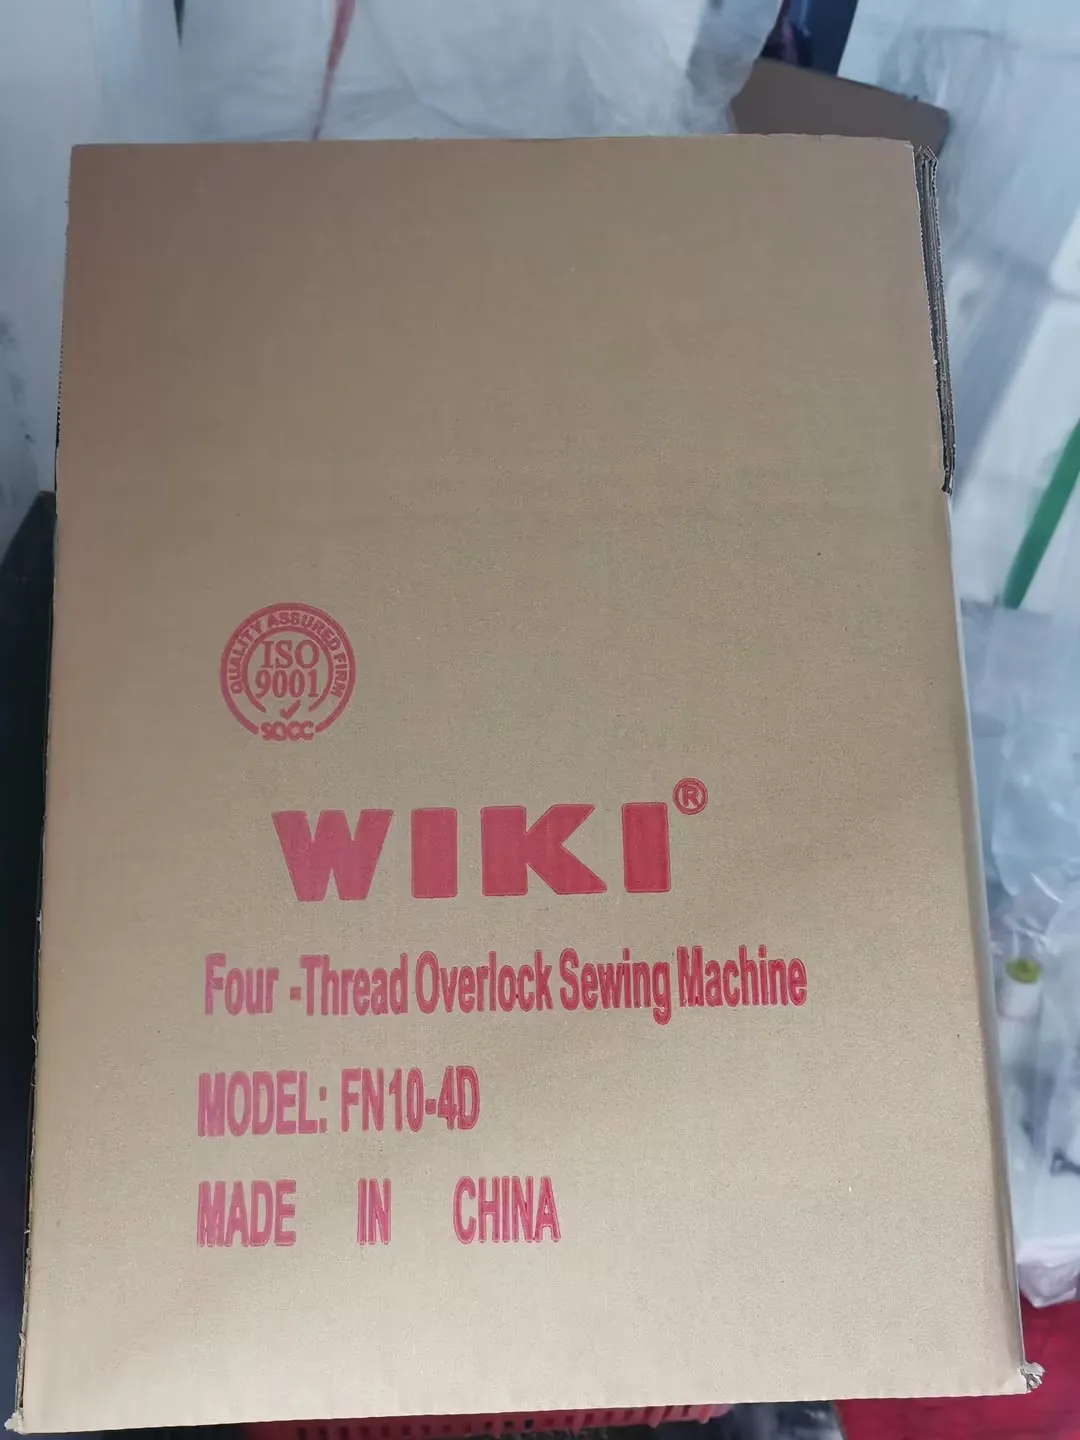 QUALITY ASSURED FIRM
ISO
9001
SQCC
WIKI®
Four -Thread Overlock Sewing Machine
MODEL: FN10-4D
MADE IN CHINA